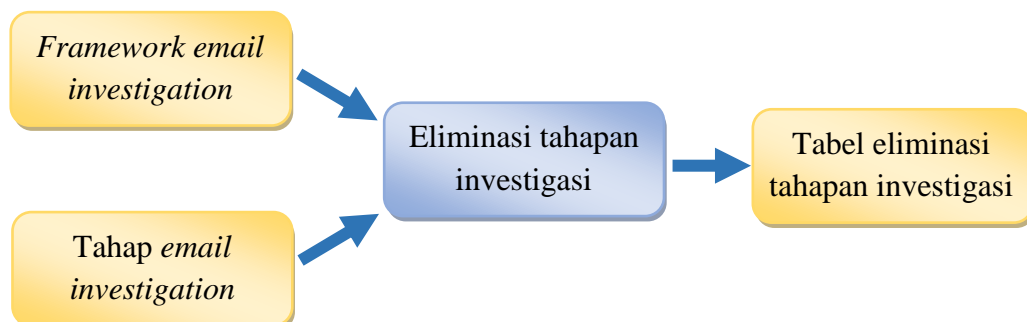 Framework email
investigation
Eliminasi tahapan
investigasi
Tabel eliminasi
tahapan investigasi
Tahap email
investigation